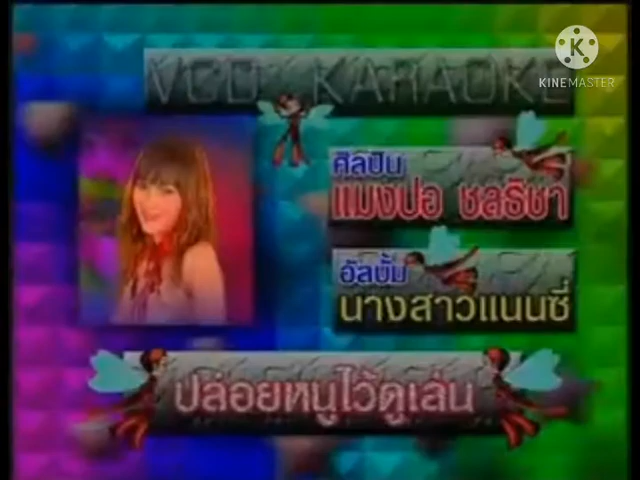 VCD KARAOKE
KINEMASTER
ศิลปิน
แมงปอ ชลธิชา
อัลบั้ม
นางสาวแนนซี่
ปล่อยหนูไว้ดูเล่น